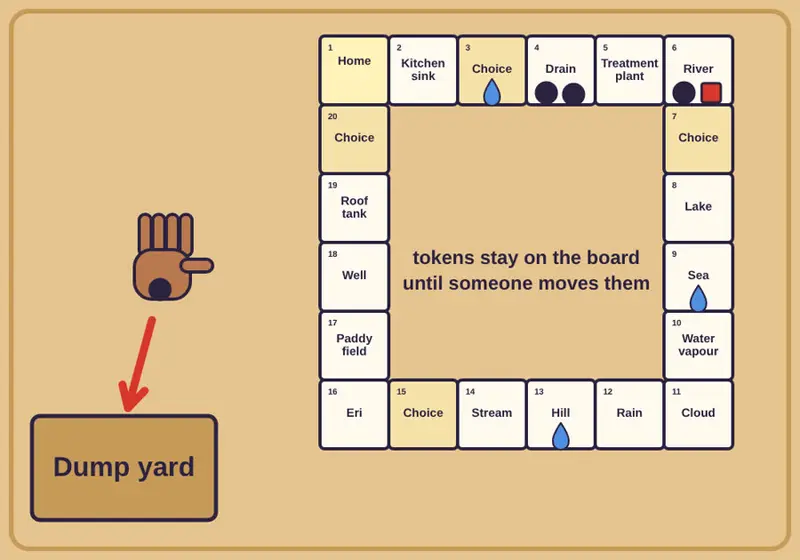 1
Home
2
Kitchen
sink
3
Choice
4
Drain
5
Treatment
plant
6
River
20
Choice
7
Choice
19
Roof
tank
8
Lake
tokens stay on the board
until someone moves them
18
Well
9
Sea
17
Paddy
field
10
Water
vapour
16
Eri
15
Choice
14
Stream
13
Hill
12
Rain
11
Cloud
Dump yard